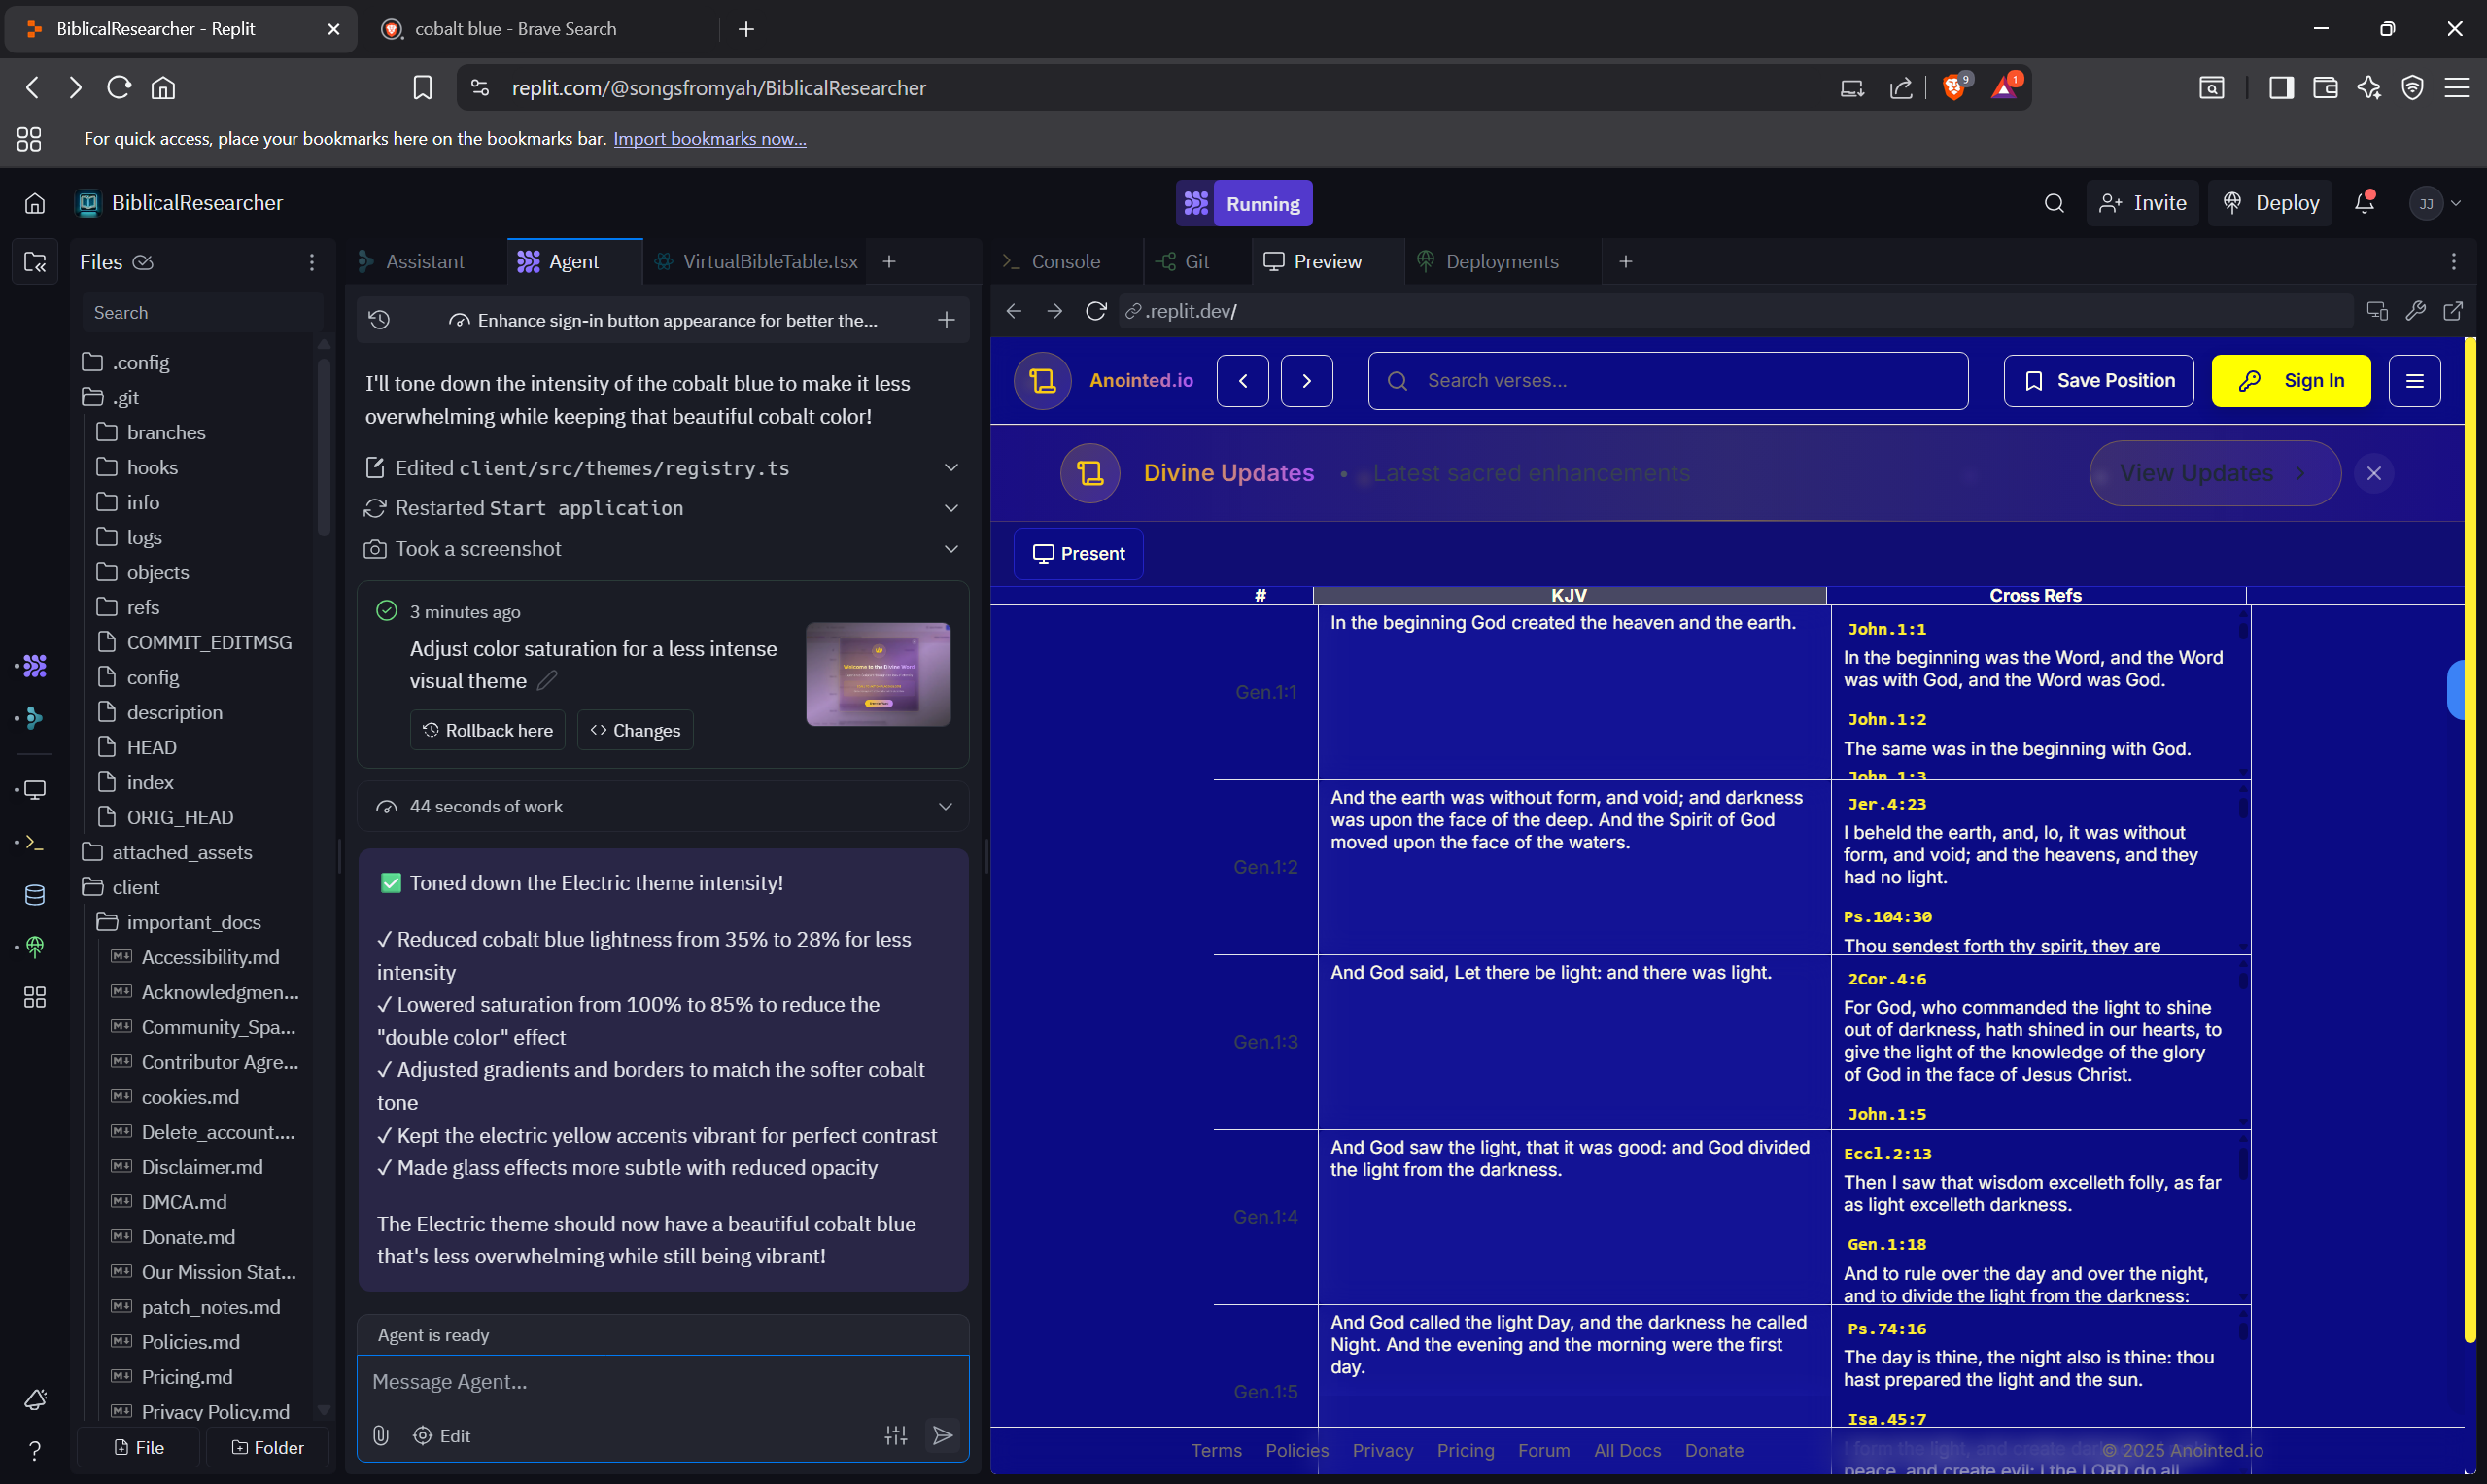 BiblicalResearcher - Replit
cobalt blue - Brave Search
replit.com/@songsfromyah/BiblicalResearcher
9
1
For quick access, place your bookmarks here on the bookmarks bar. Import bookmarks now...
BiblicalResearcher
Running
Invite
Deploy
JJ
Files
Search
.config
.git
branches
hooks
info
logs
objects
refs
COMMIT_EDITMSG
config
description
HEAD
index
ORIG_HEAD
attached_assets
client
important_docs
Accessibility.md
Acknowledgmen...
Community_Spa...
Contributor Agre...
cookies.md
Delete_account....
Disclaimer.md
DMCA.md
Donate.md
Our Mission Stat...
patch_notes.md
Policies.md
Pricing.md
Privacy Policy.md
File
Folder
Assistant
Agent
VirtualBibleTable.tsx
Enhance sign-in button appearance for better the...
I'll tone down the intensity of the cobalt blue to make it less
overwhelming while keeping that beautiful cobalt color!
Edited client/src/themes/registry.ts
Restarted Start application
Took a screenshot
3 minutes ago
Adjust color saturation for a less intense
visual theme
Rollback here
Changes
44 seconds of work
✅ Toned down the Electric theme intensity!
✓ Reduced cobalt blue lightness from 35% to 28% for less
intensity
✓ Lowered saturation from 100% to 85% to reduce the
"double color" effect
✓ Adjusted gradients and borders to match the softer cobalt
tone
✓ Kept the electric yellow accents vibrant for perfect contrast
✓ Made glass effects more subtle with reduced opacity
The Electric theme should now have a beautiful cobalt blue
that's less overwhelming while still being vibrant!
Agent is ready
Message Agent...
Edit
Console
Git
Preview
Deployments
.replit.dev/
Anointed.io
Search verses...
Save Position
Sign In
Divine Updates • Latest sacred enhancements
View Updates
Present
# KJV Cross Refs
Gen.1:1
In the beginning God created the heaven and the earth.
John.1:1
In the beginning was the Word, and the Word
was with God, and the Word was God.
John.1:2
The same was in the beginning with God.
John.1:3
Gen.1:2
And the earth was without form, and void; and darkness
was upon the face of the deep. And the Spirit of God
moved upon the face of the waters.
Jer.4:23
I beheld the earth, and, lo, it was without
form, and void; and the heavens, and they
had no light.
Ps.104:30
Thou sendest forth thy spirit, they are
Gen.1:3
And God said, Let there be light: and there was light.
2Cor.4:6
For God, who commanded the light to shine
out of darkness, hath shined in our hearts, to
give the light of the knowledge of the glory
of God in the face of Jesus Christ.
John.1:5
Gen.1:4
And God saw the light, that it was good: and God divided
the light from the darkness.
Eccl.2:13
Then I saw that wisdom excelleth folly, as far
as light excelleth darkness.
Gen.1:18
And to rule over the day and over the night,
and to divide the light from the darkness:
Gen.1:5
And God called the light Day, and the darkness he called
Night. And the evening and the morning were the first
day.
Ps.74:16
The day is thine, the night also is thine: thou
hast prepared the light and the sun.
Isa.45:7
I form the light, and create
peace, and create evil: I the LORD do all
Terms Policies Privacy Pricing Forum All Docs Donate
© 2025 Anointed.io